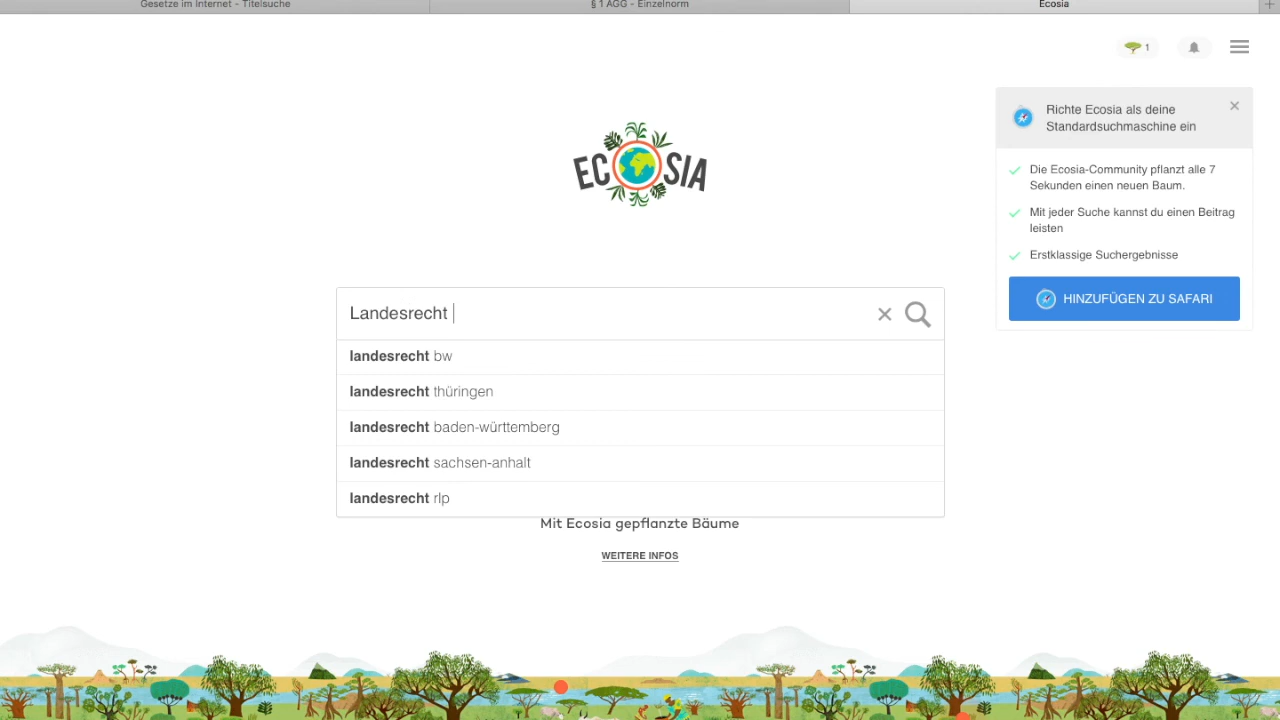 Gesetze im Internet - Titelsuche
§ 1 AGG - Einzelnorm
Ecosia
1
Richte Ecosia als deine
Standardsuchmaschine ein
Die Ecosia-Community pflanzt alle 7
Sekunden einen neuen Baum.
Mit jeder Suche kannst du einen Beitrag
leisten
Erstklassige Suchergebnisse
HINZUFÜGEN ZU SAFARI
ECOSIA
Landesrecht
landesrecht bw
landesrecht thüringen
landesrecht baden-württemberg
landesrecht sachsen-anhalt
landesrecht rlp
Mit Ecosia gepflanzte Bäume
WEITERE INFOS